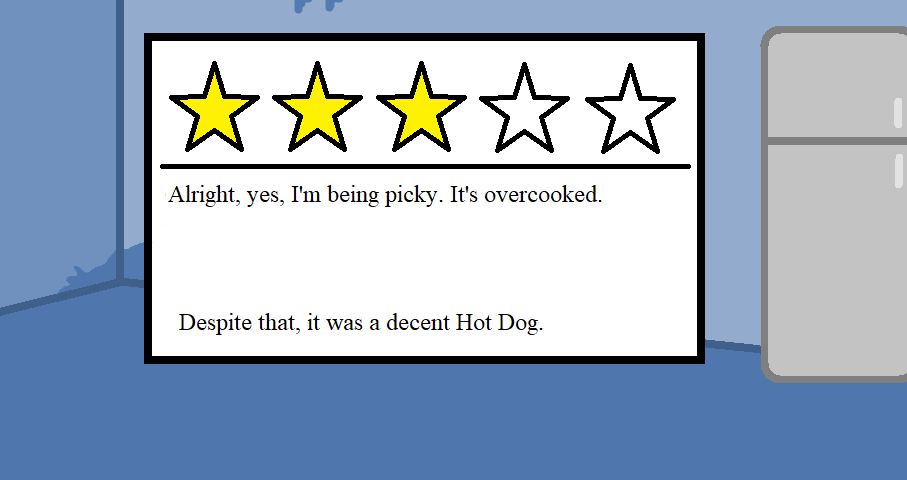 Alright, yes, I'm being picky. It's overcooked.
Despite that, it was a decent Hot Dog.